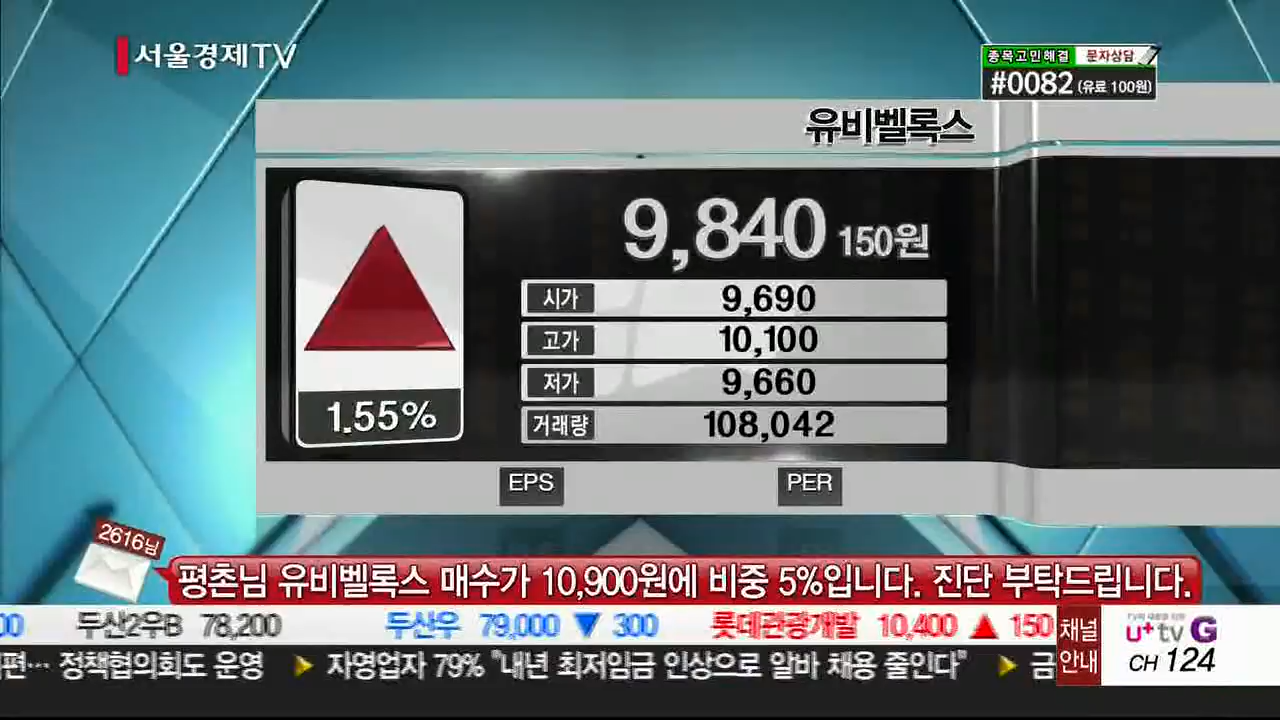 서울경제TV
종목고민해결 문자상담
#0082 (유료 100원)
유비벨록스
9,840 150원
1.55%
시가 9,690
고가 10,100
저가 9,660
거래량 108,042
EPS PER
2616님
평촌님 유비벨록스 매수가 10,900원에 비중 5%입니다. 진단 부탁드립니다.
00 두산2우B 78,200 두산우 79,000 ▼ 300 롯데관광개발 10,400 ▲ 150
편… 정책협의회도 운영 ▶ 자영업자 79% "내년 최저임금 인상으로 알바 채용 줄인다" ▶ 금
채널
안내
u+ tv G
CH 124